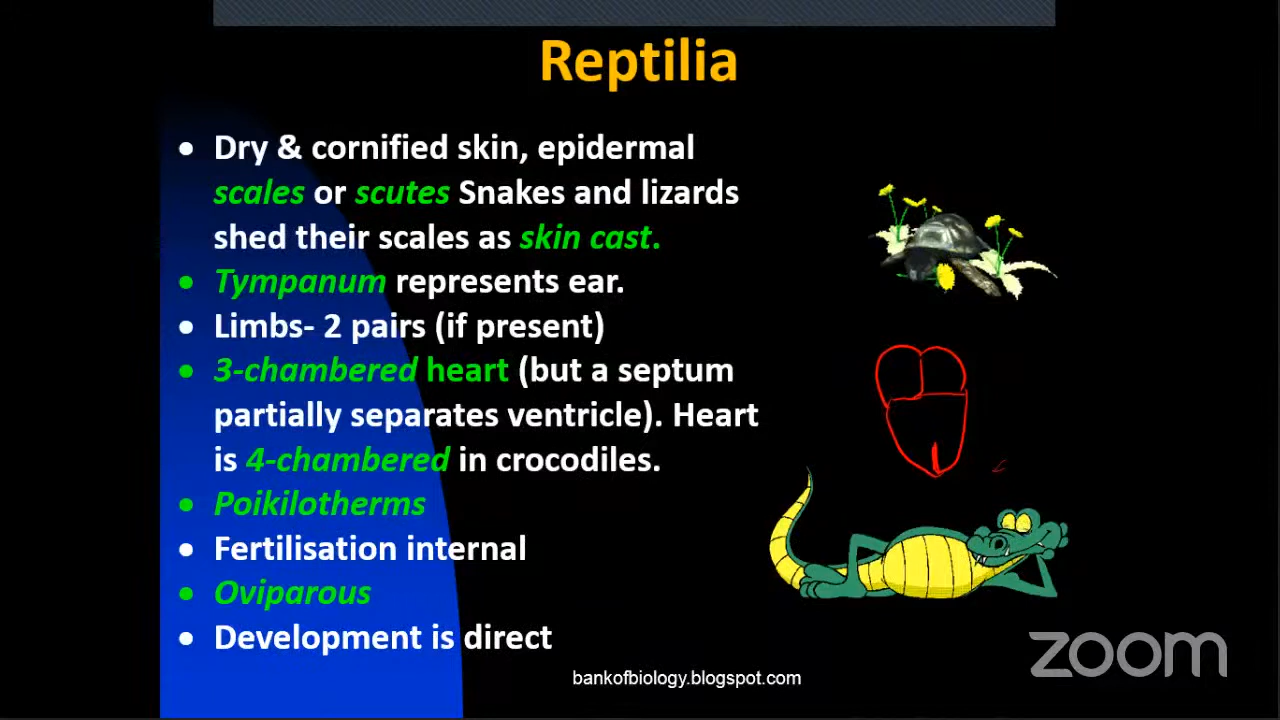 Reptilia
• Dry & cornified skin, epidermal
scales or scutes Snakes and lizards
shed their scales as skin cast.
• Tympanum represents ear.
• Limbs- 2 pairs (if present)
• 3-chambered heart (but a septum
partially separates ventricle). Heart
is 4-chambered in crocodiles.
• Poikilotherms
• Fertilisation internal
• Oviparous
• Development is direct
bankofbiology.blogspot.com
zoom